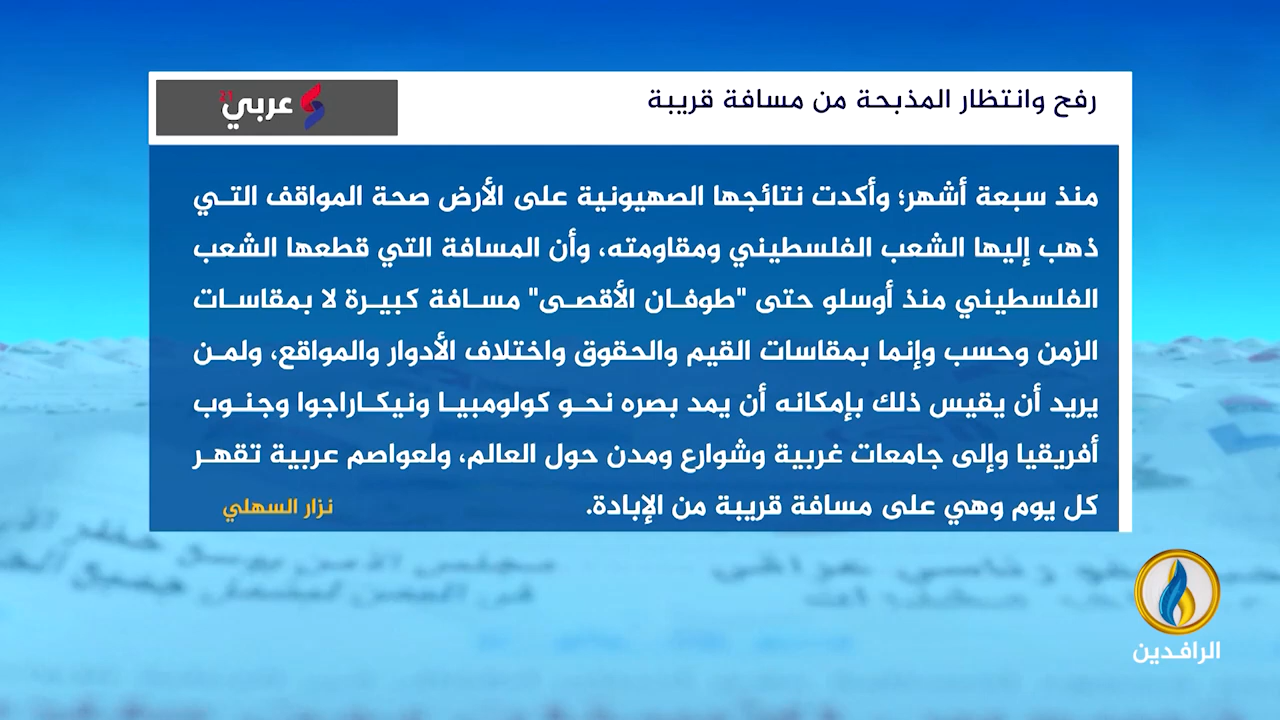 رفح وانتظار المذبحة من مسافة قريبة
عربي 21
منذ سبعة أشهر؛ وأكدت نتائجها الصهيونية على الأرض صحة المواقف التي
ذهب إليها الشعب الفلسطيني ومقاومته، وأن المسافة التي قطعها الشعب
الفلسطيني منذ أوسلو حتى "طوفان الأقصى" مسافة كبيرة لا بمقاسات
الزمن وحسب وإنما بمقاسات القيم والحقوق واختلاف الأدوار والمواقع، ولمن
يريد أن يقيس ذلك بإمكانه أن يمد بصره نحو كولومبيا ونيكاراجوا وجنوب
أفريقيا وإلى جامعات غربية وشوارع ومدن حول العالم، ولعواصم عربية تقهر
كل يوم وهي على مسافة قريبة من الإبادة.
نزار السهلي
مجلس الأمن يوسع
الرافدين